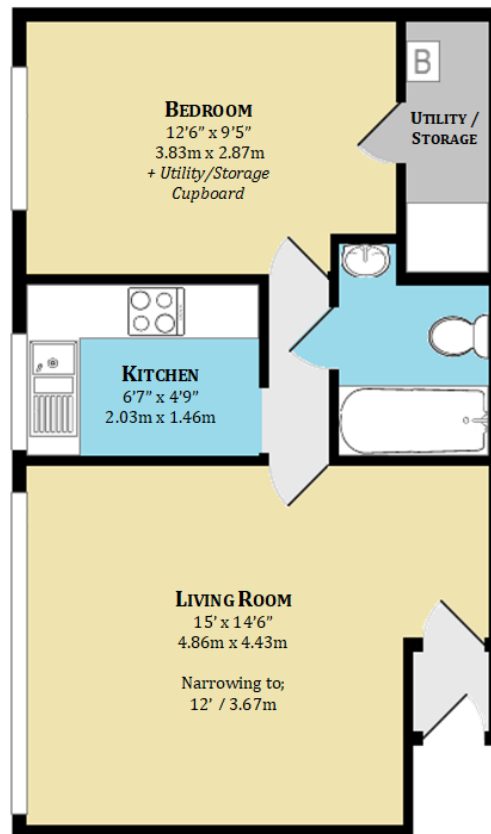 B
BEDROOM
12'6" x 9'5"
3.83m x 2.87m
+ Utility/Storage
Cupboard
UTILITY /
STORAGE
KITCHEN
6'7" x 4'9"
2.03m x 1.46m
LIVING ROOM
15' x 14'6"
4.86m x 4.43m
Narrowing to;
12' / 3.67m